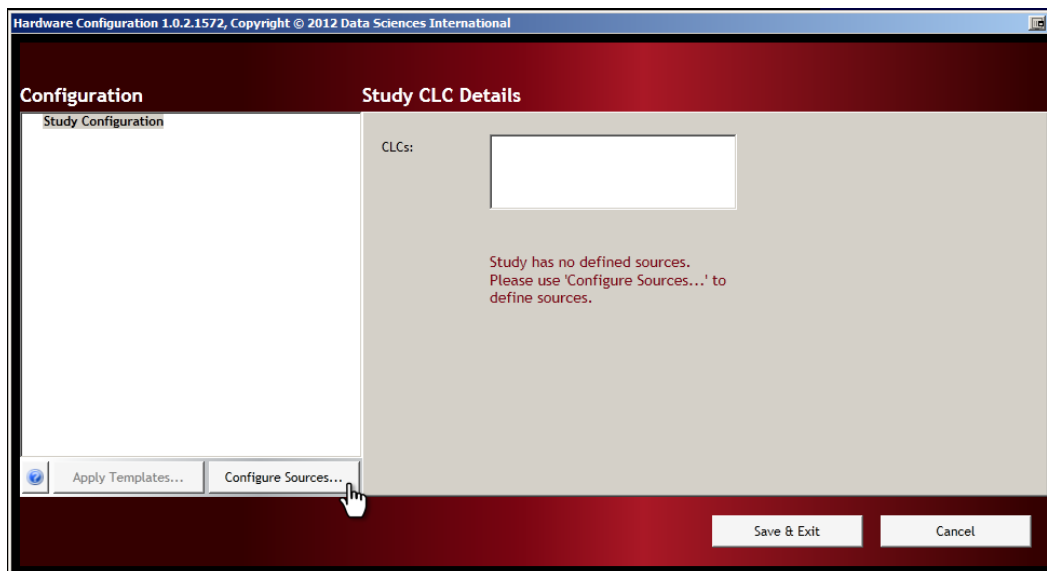 Hardware Configuration 1.0.2.1572, Copyright © 2012 Data Sciences International
Configuration
Study CLC Details
Study Configuration
CLCs:
Study has no defined sources.
Please use 'Configure Sources...' to
define sources.
Apply Templates...
Configure Sources...
Save & Exit
Cancel